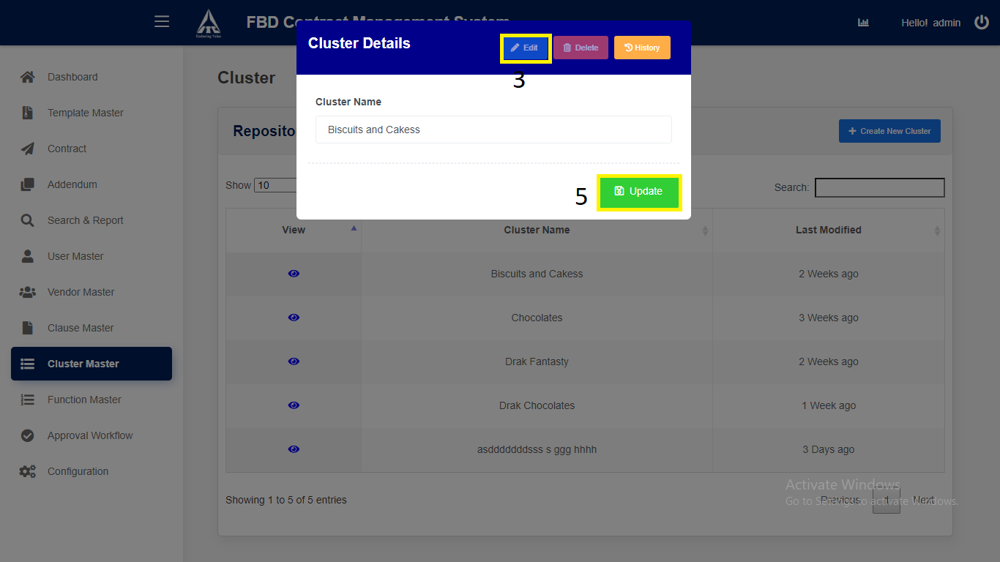 FBD Contract Management System
Hello! admin
Cluster Details
Edit
Delete
History
3
Cluster Name
Biscuits and Cakess
5
Update
Dashboard
Template Master
Contract
Addendum
Search & Report
User Master
Vendor Master
Clause Master
Cluster Master
Function Master
Approval Workflow
Configuration
Cluster
Reposito
Create New Cluster
Show 10
Search:
View Cluster Name Last Modified
Biscuits and Cakess 2 Weeks ago
Chocolates 3 Weeks ago
Drak Fantasty 2 Weeks ago
Drak Chocolates 1 Week ago
asdddddddsss s ggg hhhh 3 Days ago
Showing 1 to 5 of 5 entries
Previous 1 Next
Activate Windows
Go to Settings to activate Windows.